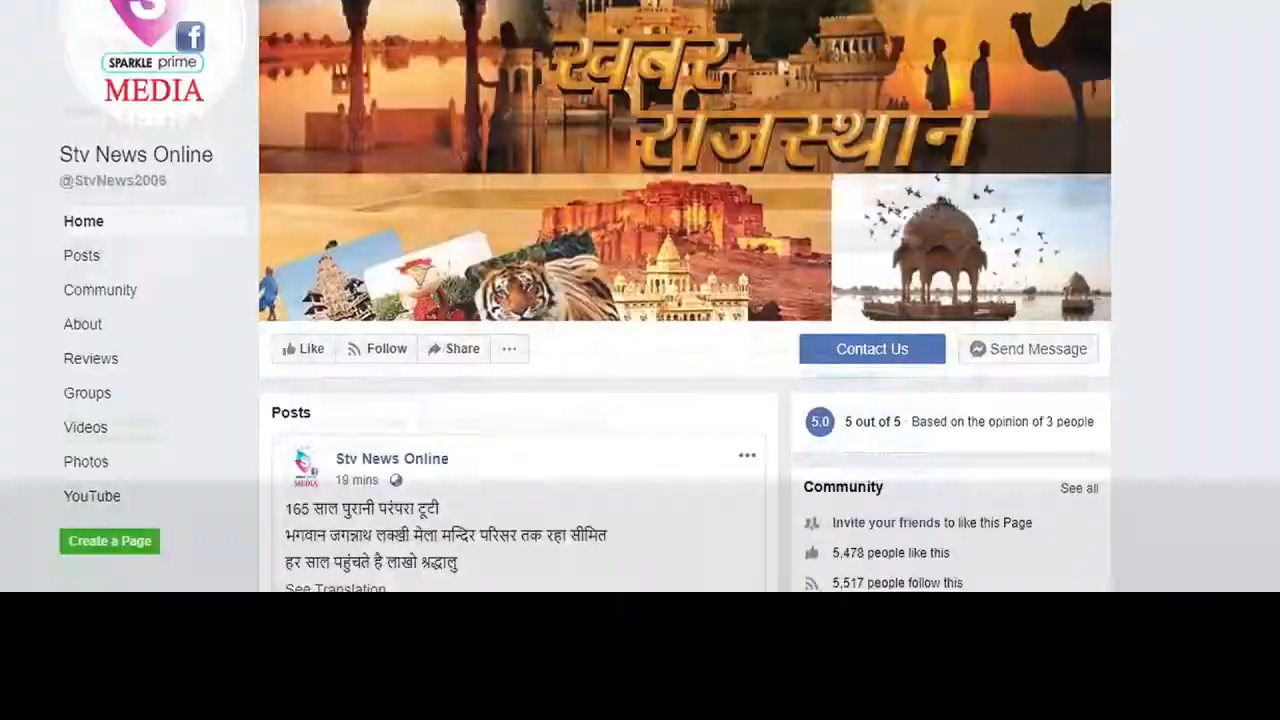 SPARKLE prime
MEDIA
खबर
राजस्थान
Stv News Online
@StvNews2006
Home
Posts
Community
About
Reviews
Groups
Videos
Photos
YouTube
Create a Page
Like
Follow
Share
Contact Us
Send Message
Posts
Stv News Online
19 mins
165 साल पुरानी परंपरा टूटी
भगवान जगन्नाथ लक्खी मेला मन्दिर परिसर तक रहा सीमित
हर साल पहुंचते है लाखो श्रद्धालु
See Translation
5.0 5 out of 5 · Based on the opinion of 3 people
Community See all
Invite your friends to like this Page
5,478 people like this
5,517 people follow this